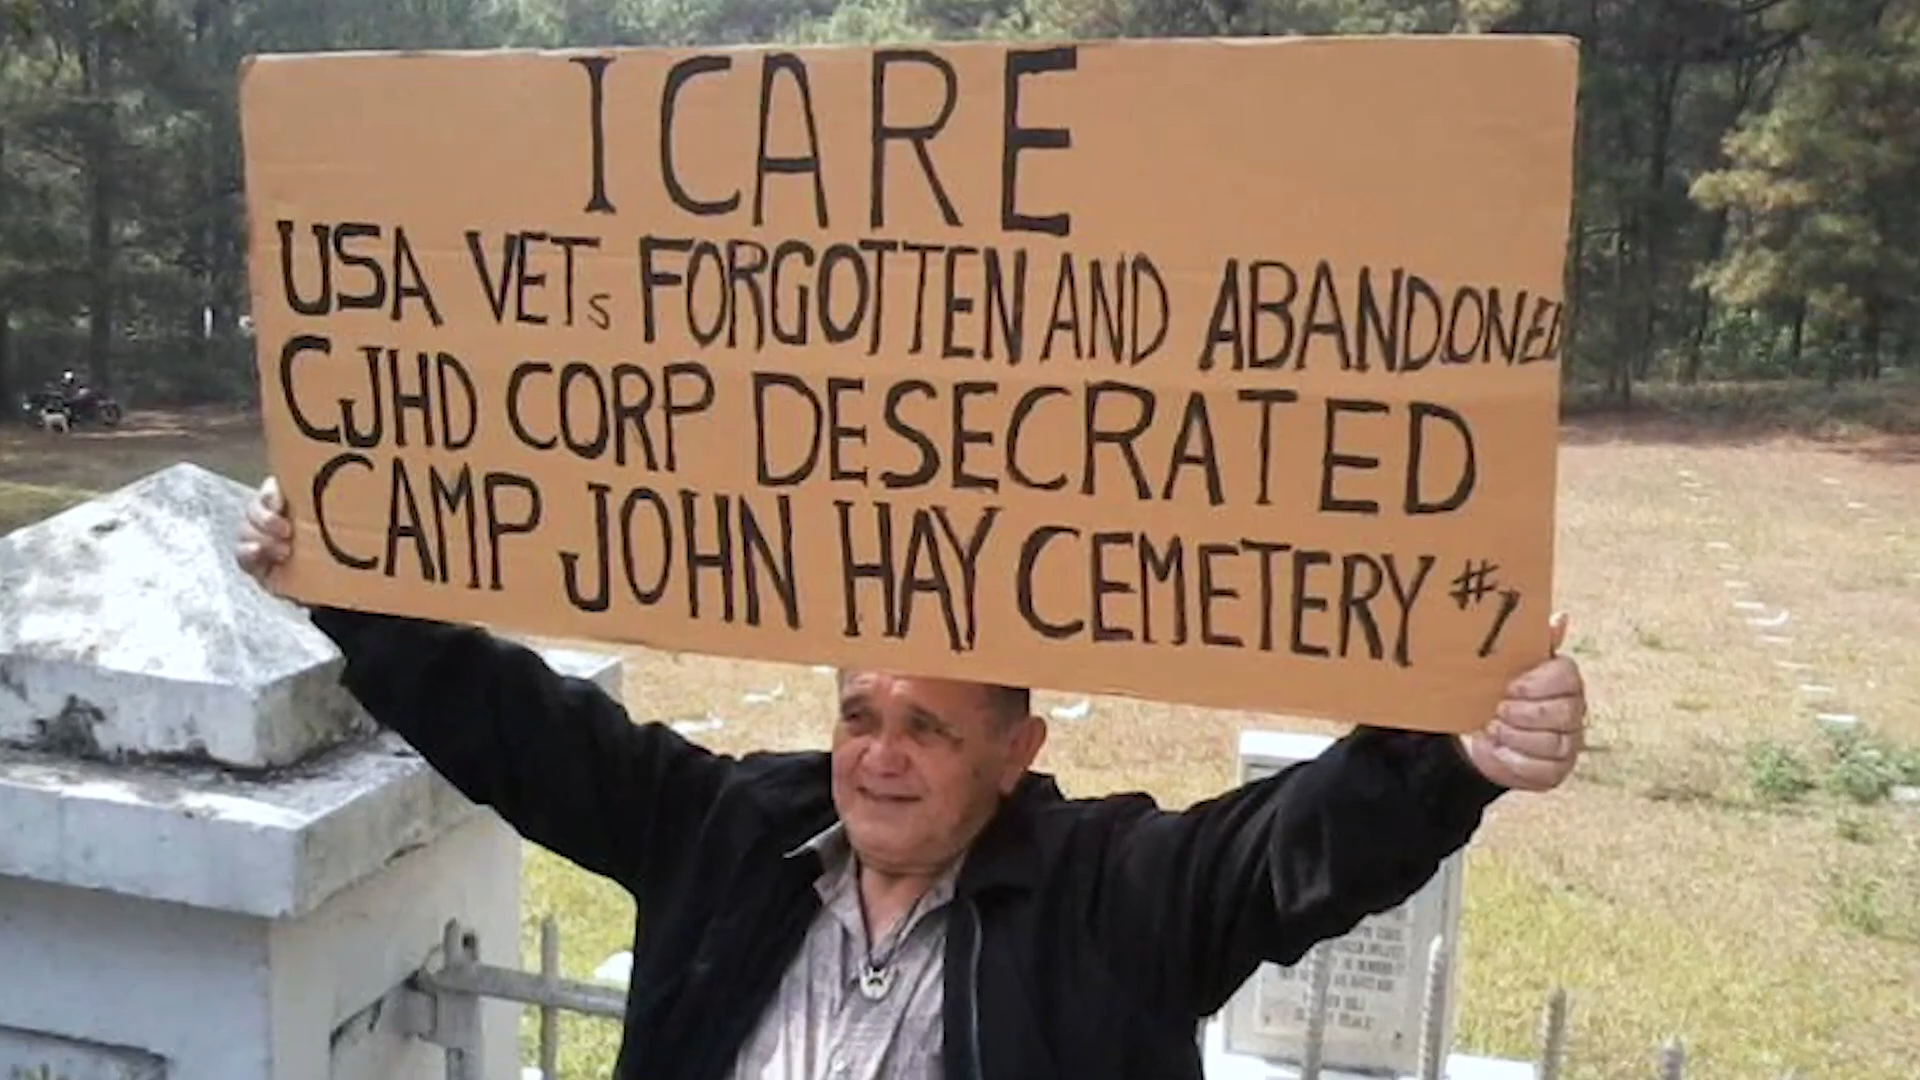 I CARE
USA VETs FORGOTTEN AND ABANDONED
CJHD CORP DESECRATED
CAMP JOHN HAY CEMETERY #7